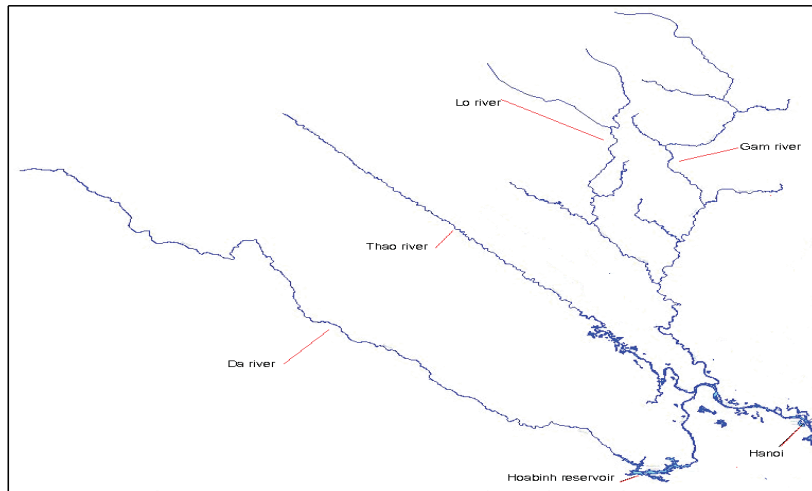 Lo river
Gam river
Thao river
Da river
Hanoi
Hoabinh reservoir